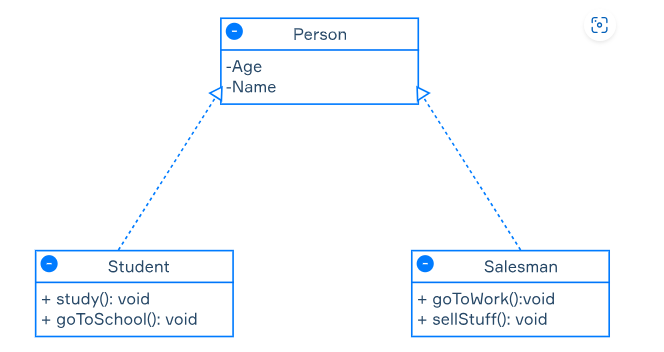 Person
-Age
-Name
Student
+ study(): void
+ goToSchool(): void
Salesman
+ goToWork():void
+ sellStuff(): void